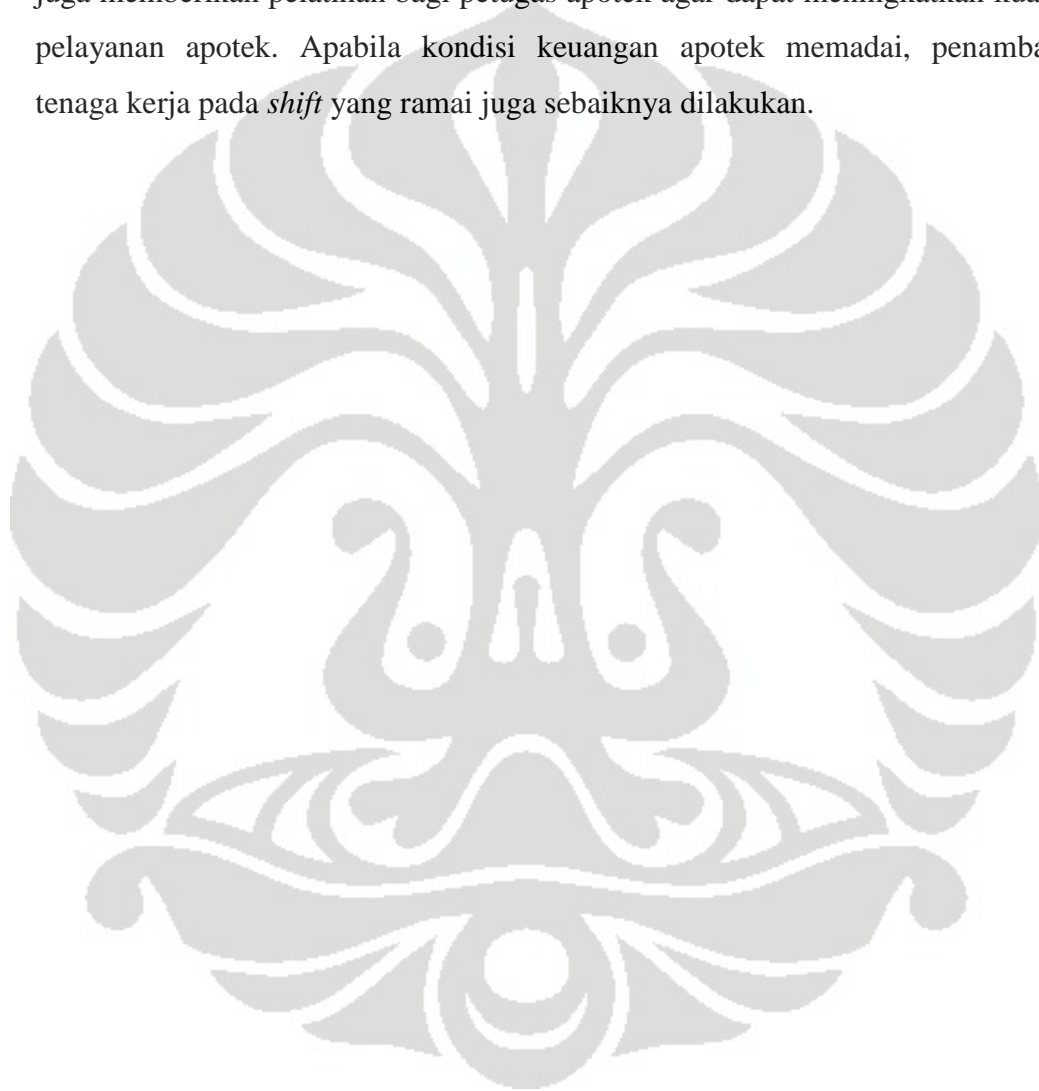 juga memberikan pelatihan bagi petugas apotek agar dapat meningkatkan
pelayanan apotek. Apabila kondisi keuangan apotek memadai,
tenaga kerja pada shift yang ramai juga sebaiknya dilakukan.